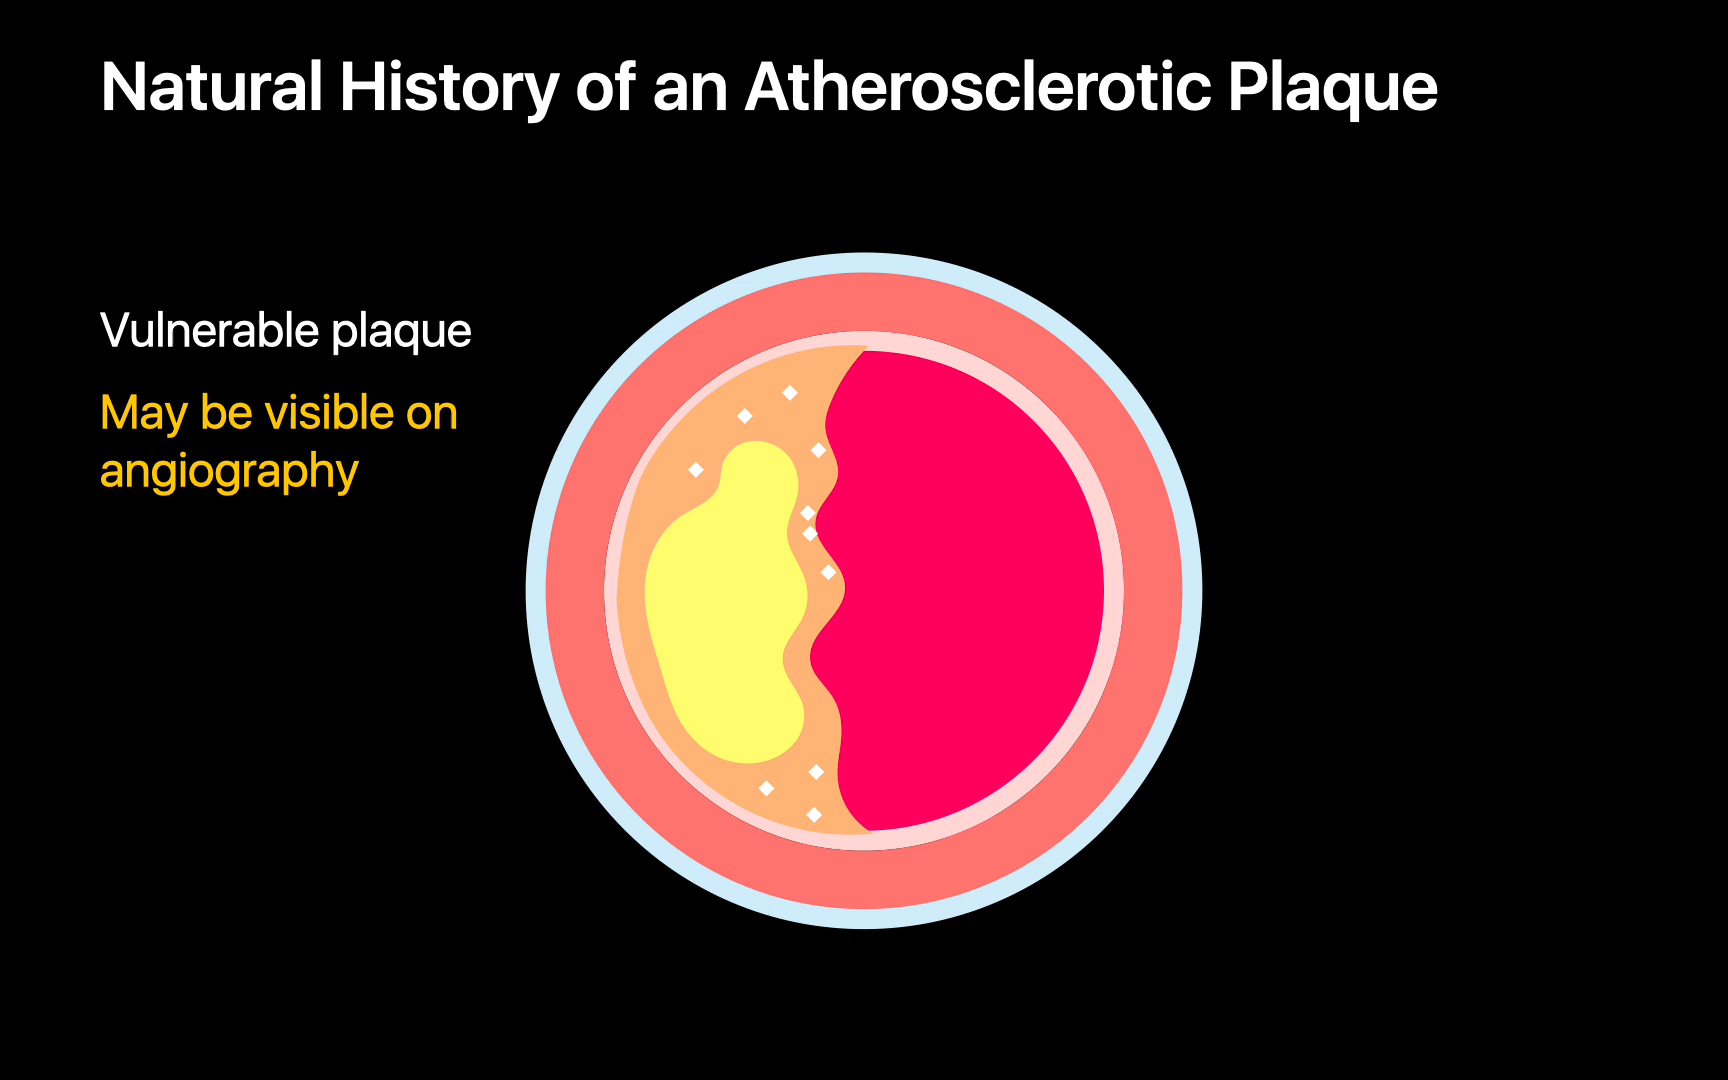 Natural History of an Atherosclerotic Plaque
Vulnerable plaque
May be visible on
angiography